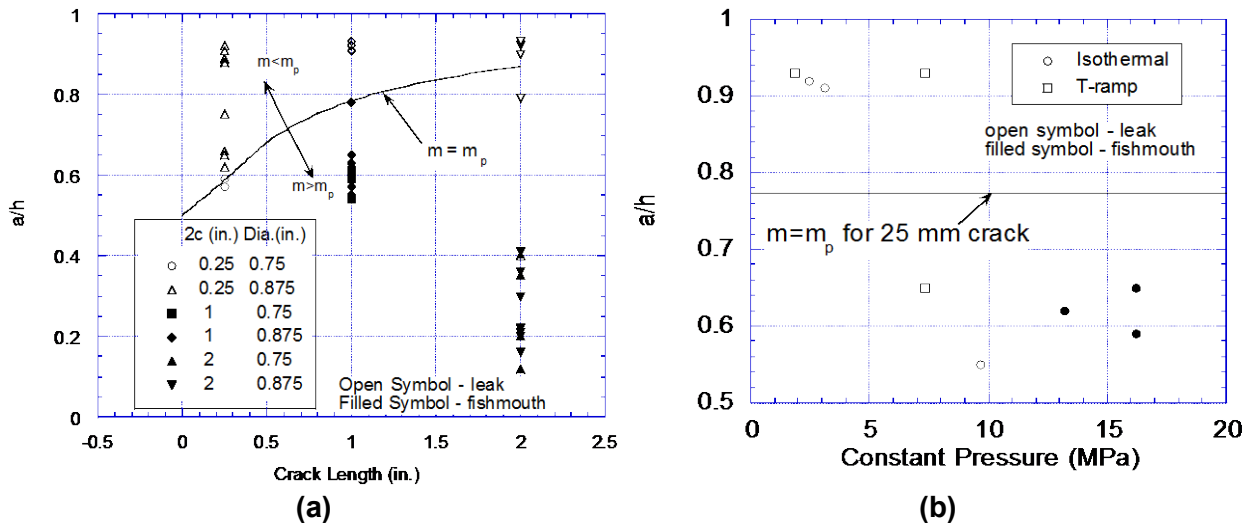 1
0.8
0.6
0.4
0.2
0
a/h
m<m_p
m>m_p
m = m_p
2c (in.) Dia.(in.)
0.25 0.75
0.25 0.875
1 0.75
1 0.875
2 0.75
2 0.875
Open Symbol - leak
Filled Symbol - fishmouth
-0.5 0 0.5 1 1.5 2 2.5
Crack Length (in.)
(a)
1
0.9
0.8
0.7
0.6
0.5
a/h
Isothermal
T-ramp
open symbol - leak
filled symbol - fishmouth
m=m_p for 25 mm crack
0 5 10 15 20
Constant Pressure (MPa)
(b)